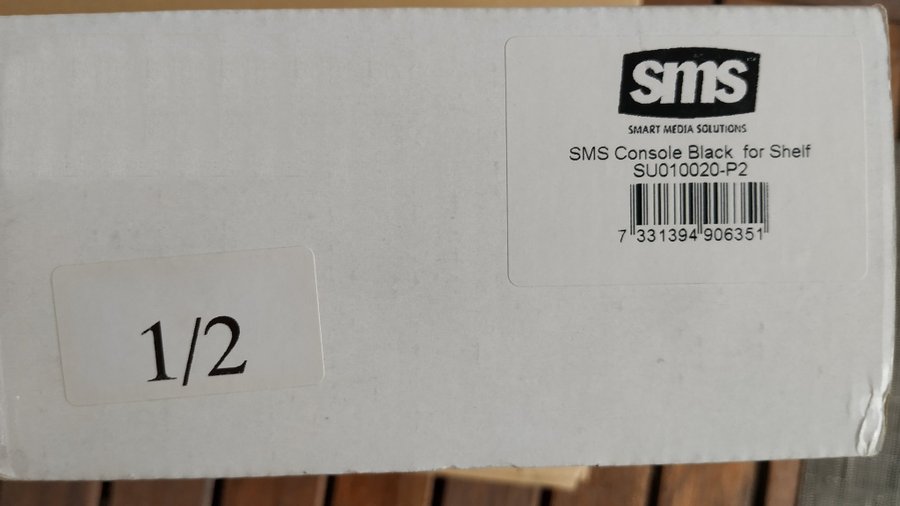 sms
SMART MEDIA SOLUTIONS
SMS Console Black for Shelf
SU010020-P2
7 331394 906351
1/2